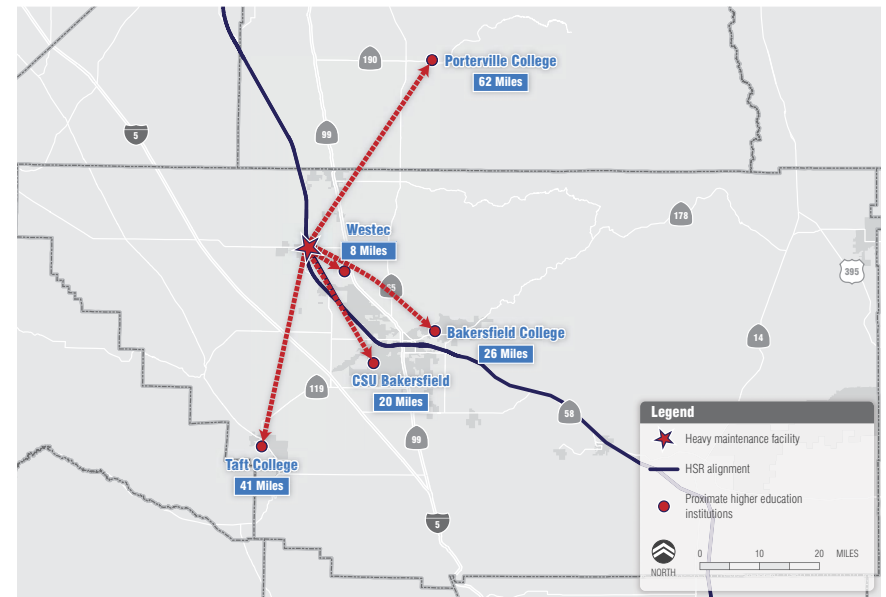 190
Porterville College
62 Miles
5
99
178
Westec
8 Miles
395
65
Bakersfield College
26 Miles
14
CSU Bakersfield
20 Miles
119
58
99
Taft College
41 Miles
5
Legend
Heavy maintenance facility
HSR alignment
Proximate higher education
institutions
NORTH
0 10 20 MILES